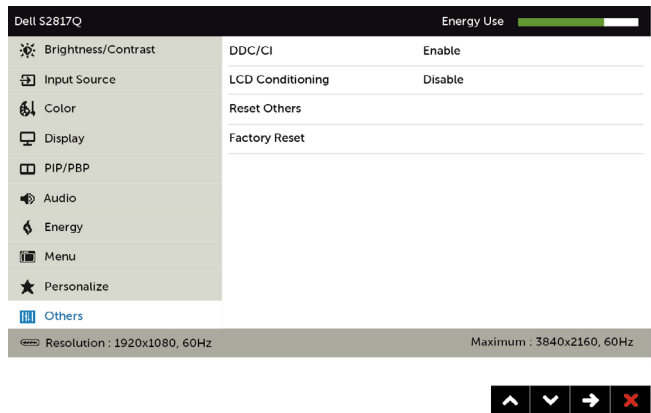 Dell S2817Q Energy Use
Brightness/Contrast DDC/CI Enable
Input Source LCD Conditioning Disable
Color Reset Others
Display Factory Reset
PIP/PBP
Audio
Energy
Menu
Personalize
Others
Resolution : 1920x1080, 60Hz Maximum : 3840x2160, 60Hz